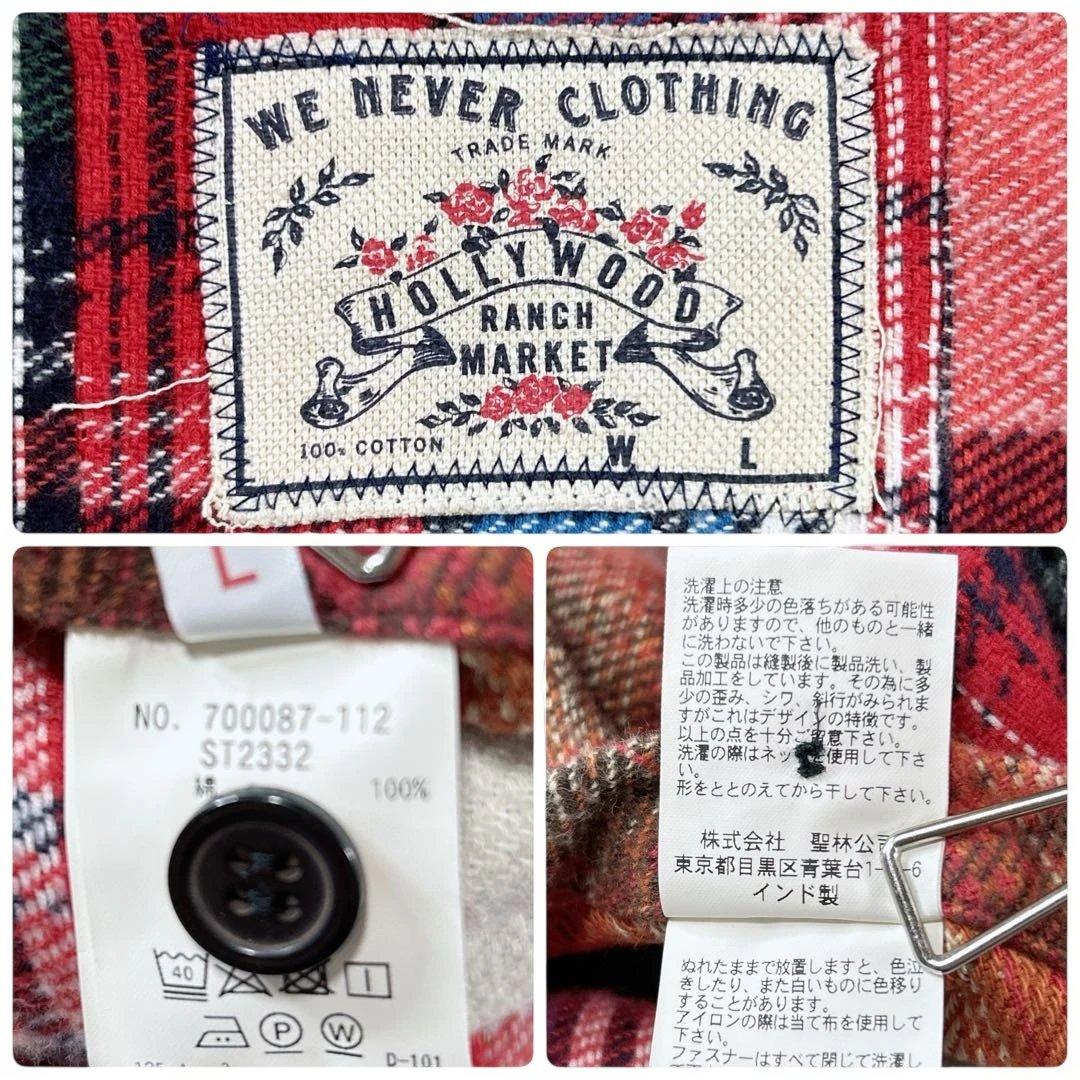 WE NEVER CLOTHING
TRADE MARK
HOLLYWOOD
RANCH
MARKET
100% COTTON
W L
L
NO. 700087-112
ST2332
綿 100%
40
P W
D-101
洗濯上の注意
洗濯時多少の色落ちがある可能性
がありますので、他のものと一緒
に洗わないで下さい。
この製品は縫製後に製品洗い、製
品加工をしています。その為に多
少の歪み、シワ、斜行がみられま
すがこれはデザインの特徴です。
以上の点を十分ご留意下さい。
洗濯の際はネッ を使用して下さ
い。
形をととのえてから干して下さい。
株式会社 聖林公
東京都目黒区青葉台1- -6
インド製
ぬれたままで放置しますと、色泣
きしたり、また白いものに色移り
することがあります。
アイロンの際は当て布を使用して
下さい。
ファスナーはすべて閉じて洗濯し